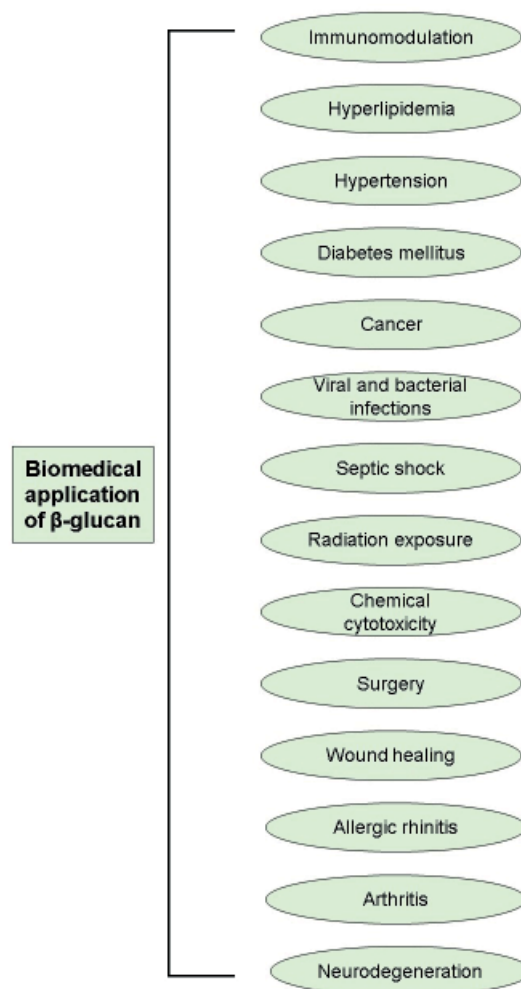 Immunomodulation
Hyperlipidemia
Hypertension
Diabetes mellitus
Cancer
Viral and bacterial
infections
Biomedical
application
of β-glucan
Septic shock
Radiation exposure
Chemical
cytotoxicity
Surgery
Wound healing
Allergic rhinitis
Arthritis
Neurodegeneration